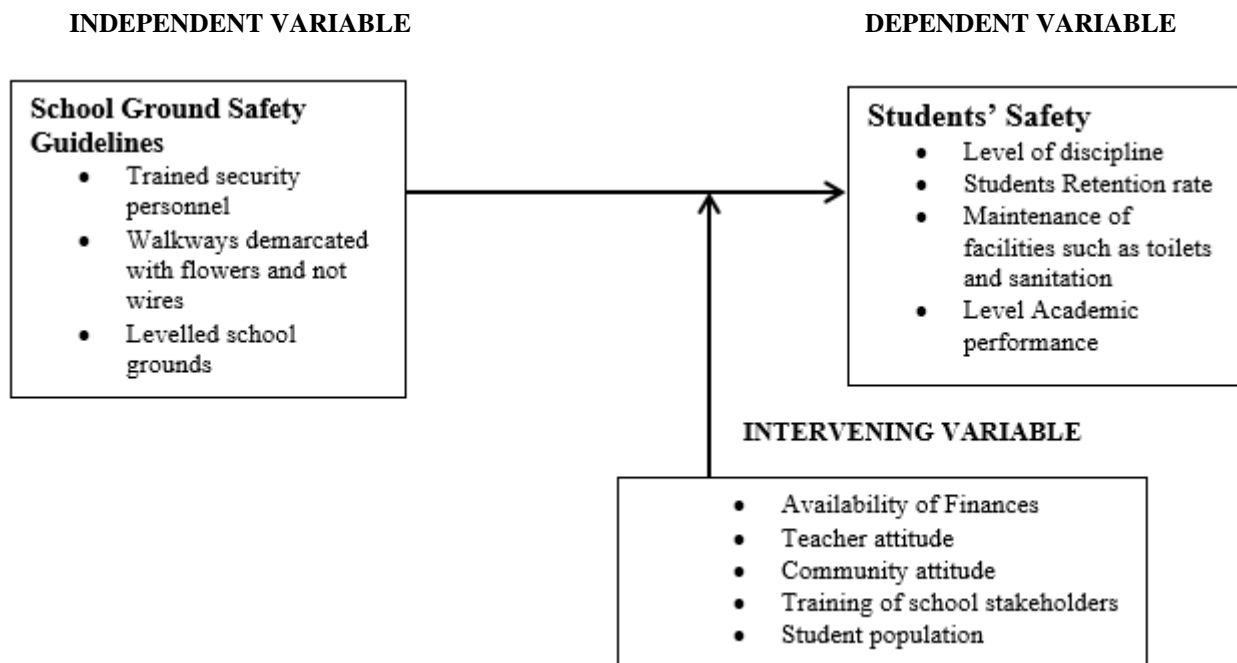 INDEPENDENT VARIABLE
DEPENDENT VARIABLE
School Ground Safety
Guidelines
• Trained security
personnel
• Walkways demarcated
with flowers and not
wires
• Levelled school
grounds
Students' Safety
• Level of discipline
• Students Retention rate
• Maintenance of
facilities such as toilets
and sanitation
• Level Academic
performance
INTERVENING VARIABLE
• Availability of Finances
• Teacher attitude
• Community attitude
• Training of school stakeholders
• Student population